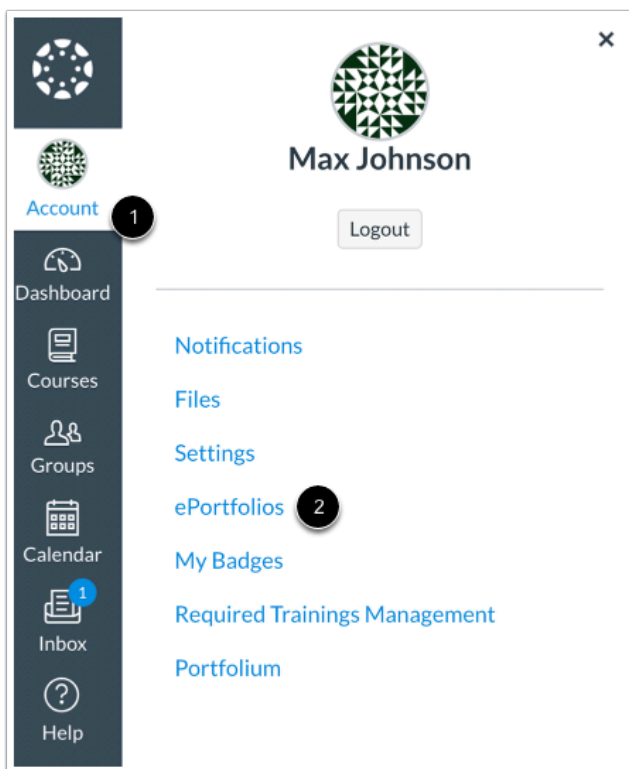 Account
1
Dashboard
Courses
Groups
Calendar
1
Inbox
?
Help
×
Max Johnson
Logout
Notifications
Files
Settings
ePortfolios 2
My Badges
Required Trainings Management
Portfolium